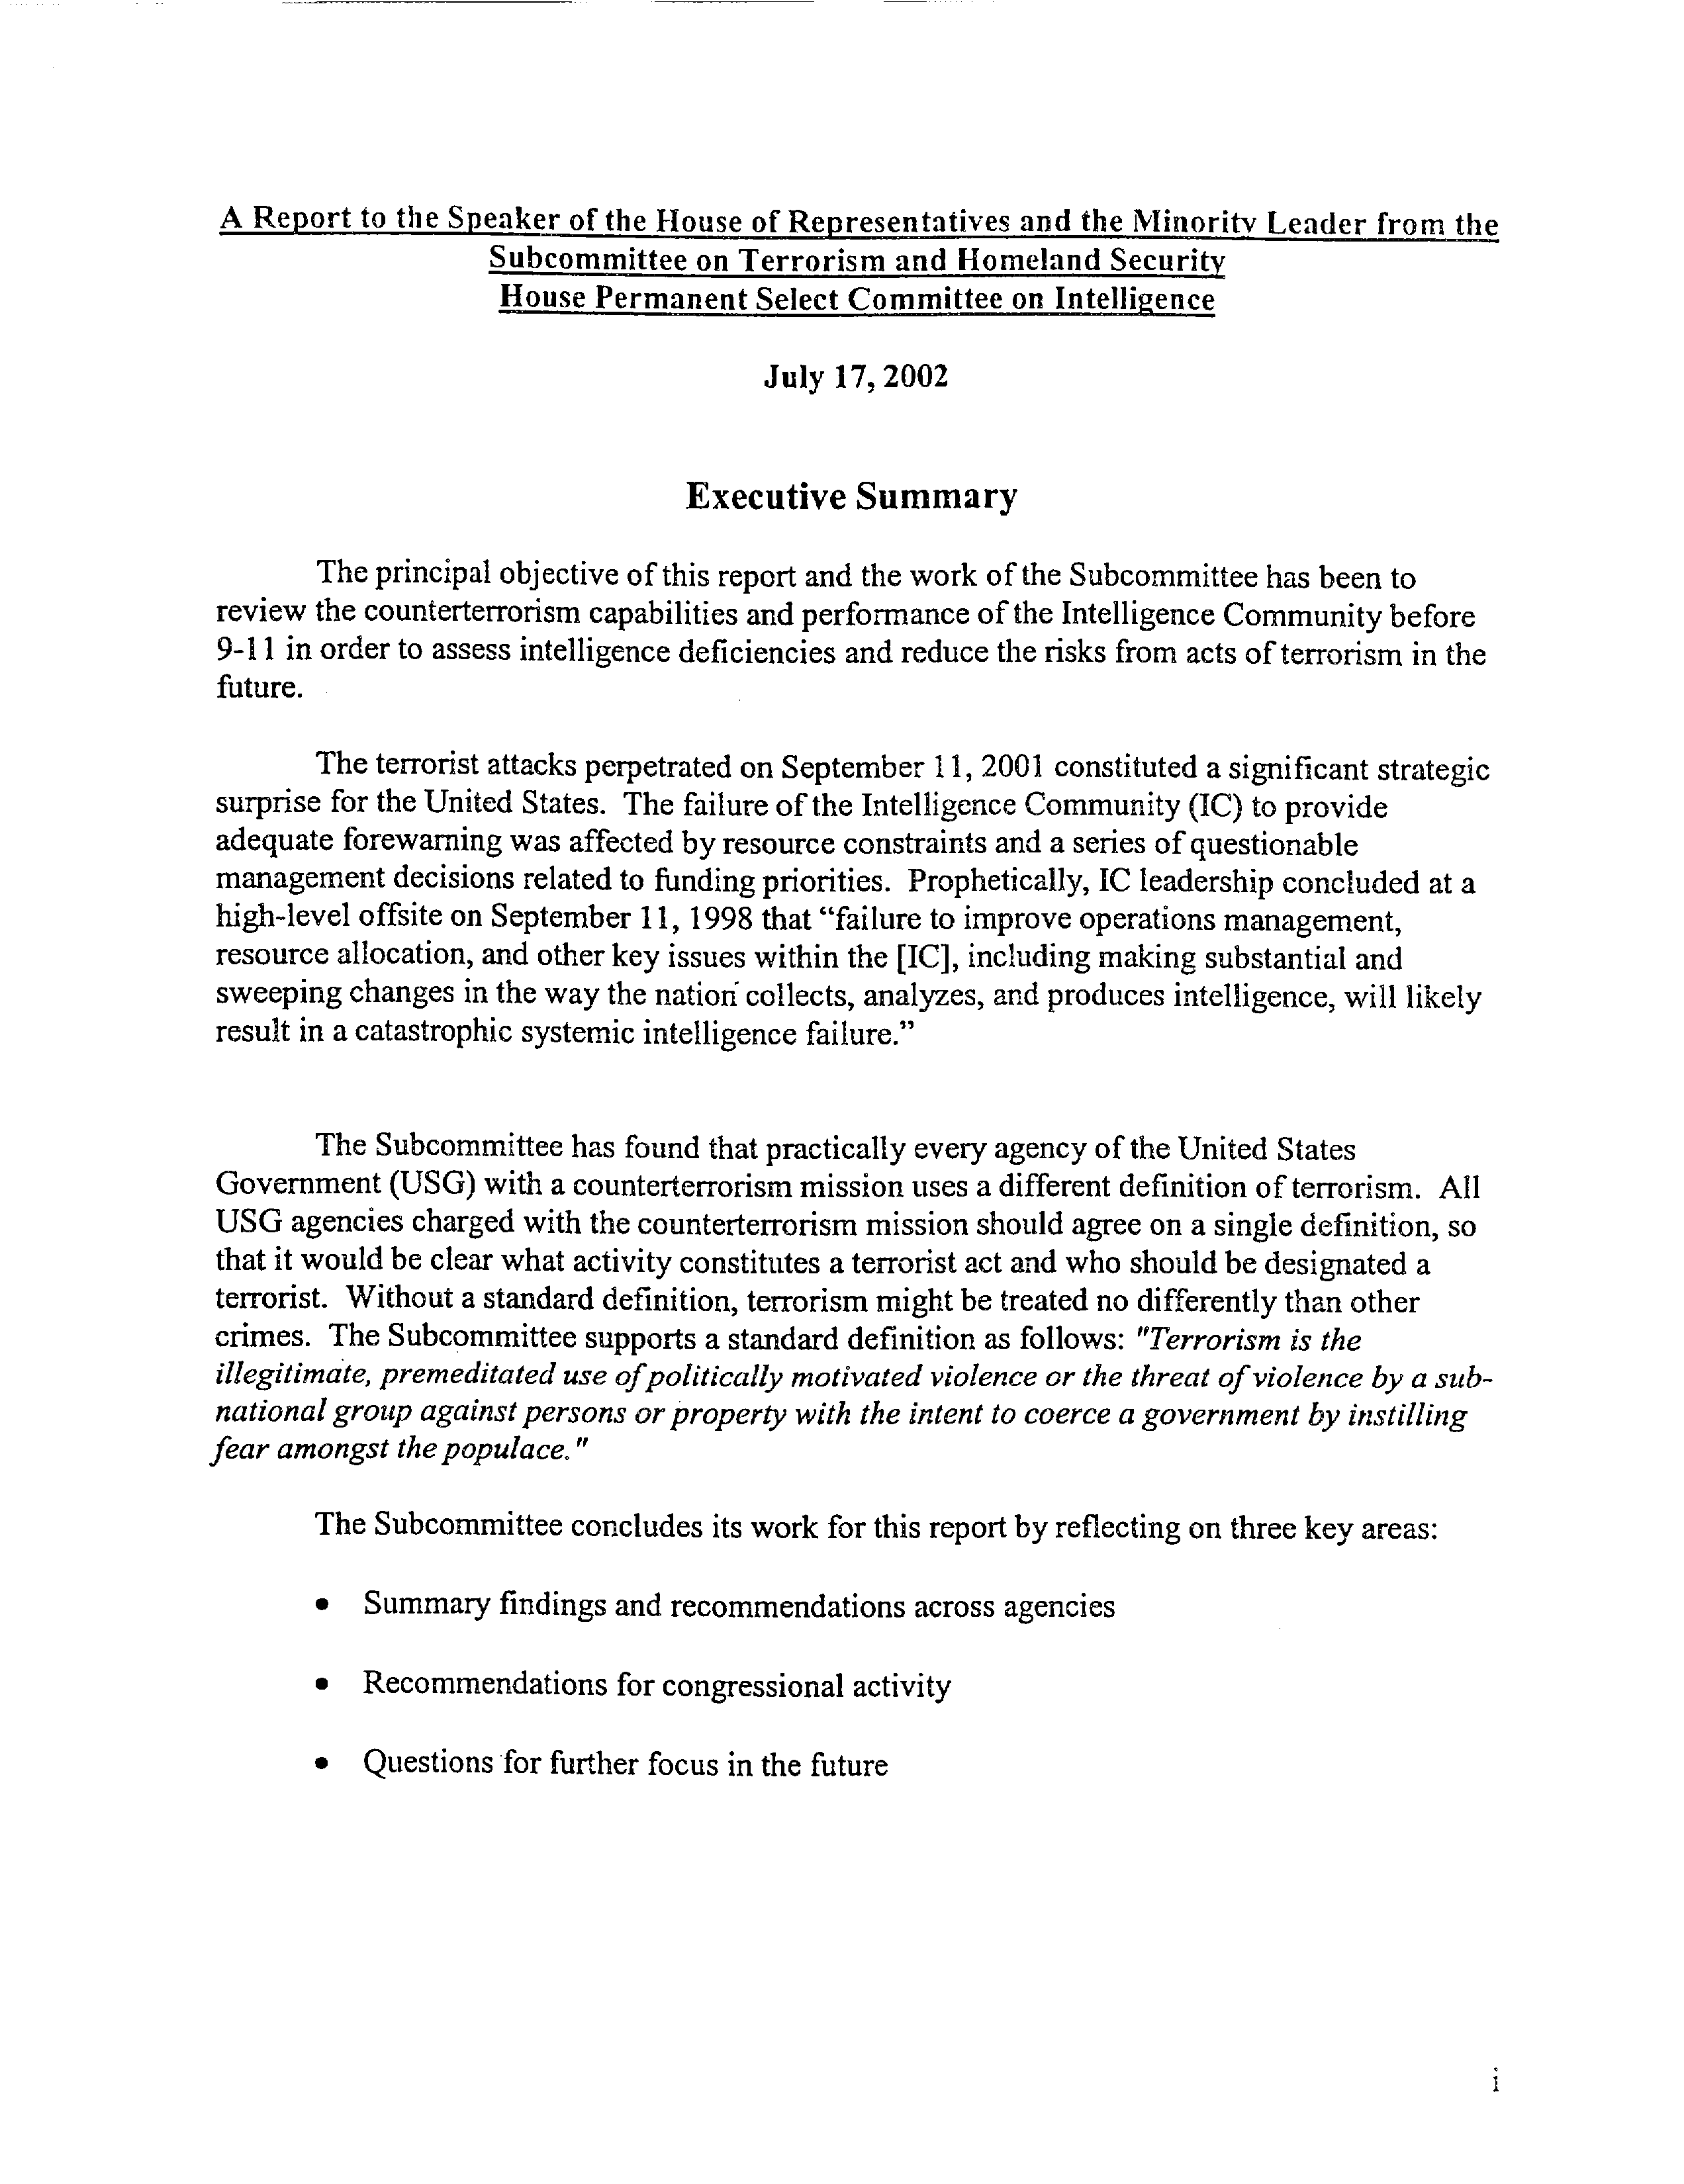 A Report to the Speaker of the House of Representatives and the Minority Leader from the
Subcommittee on Terrorism and Homeland Security
House Permanent Select Committee on Intelligence
July 17, 2002
Executive Summary
The principal objective of this report and the work of the Subcommittee has been to
review the counterterrorism capabilities and performance of the Intelligence Community before
9-11 in order to assess intelligence deficiencies and reduce the risks from acts of terrorism in the
future.
The terrorist attacks perpetrated on September 11, 2001 constituted a significant strategic
surprise for the United States. The failure of the Intelligence Community (IC) to provide
adequate forewarning was affected by resource constraints and a series of questionable
management decisions related to funding priorities. Prophetically, IC leadership concluded at a
high-level offsite on September 11, 1998 that “failure to improve operations management,
resource allocation, and other key issues within the [IC], including making substantial and
sweeping changes in the way the nation collects, analyzes, and produces intelligence, will likely
result in a catastrophic systemic intelligence failure.”
The Subcommittee has found that practically every agency of the United States
Government (USG) with a counterterrorism mission uses a different definition of terrorism. All
USG agencies charged with the counterterrorism mission should agree on a single definition, so
that it would be clear what activity constitutes a terrorist act and who should be designated a
terrorist. Without a standard definition, terrorism might be treated no differently than other
crimes. The Subcommittee supports a standard definition as follows: "Terrorism is the
illegitimate, premeditated use of politically motivated violence or the threat of violence by a sub-
national group against persons or property with the intent to coerce a government by instilling
fear amongst the populace."
The Subcommittee concludes its work for this report by reflecting on three key areas:
• Summary findings and recommendations across agencies
• Recommendations for congressional activity
• Questions for further focus in the future
i